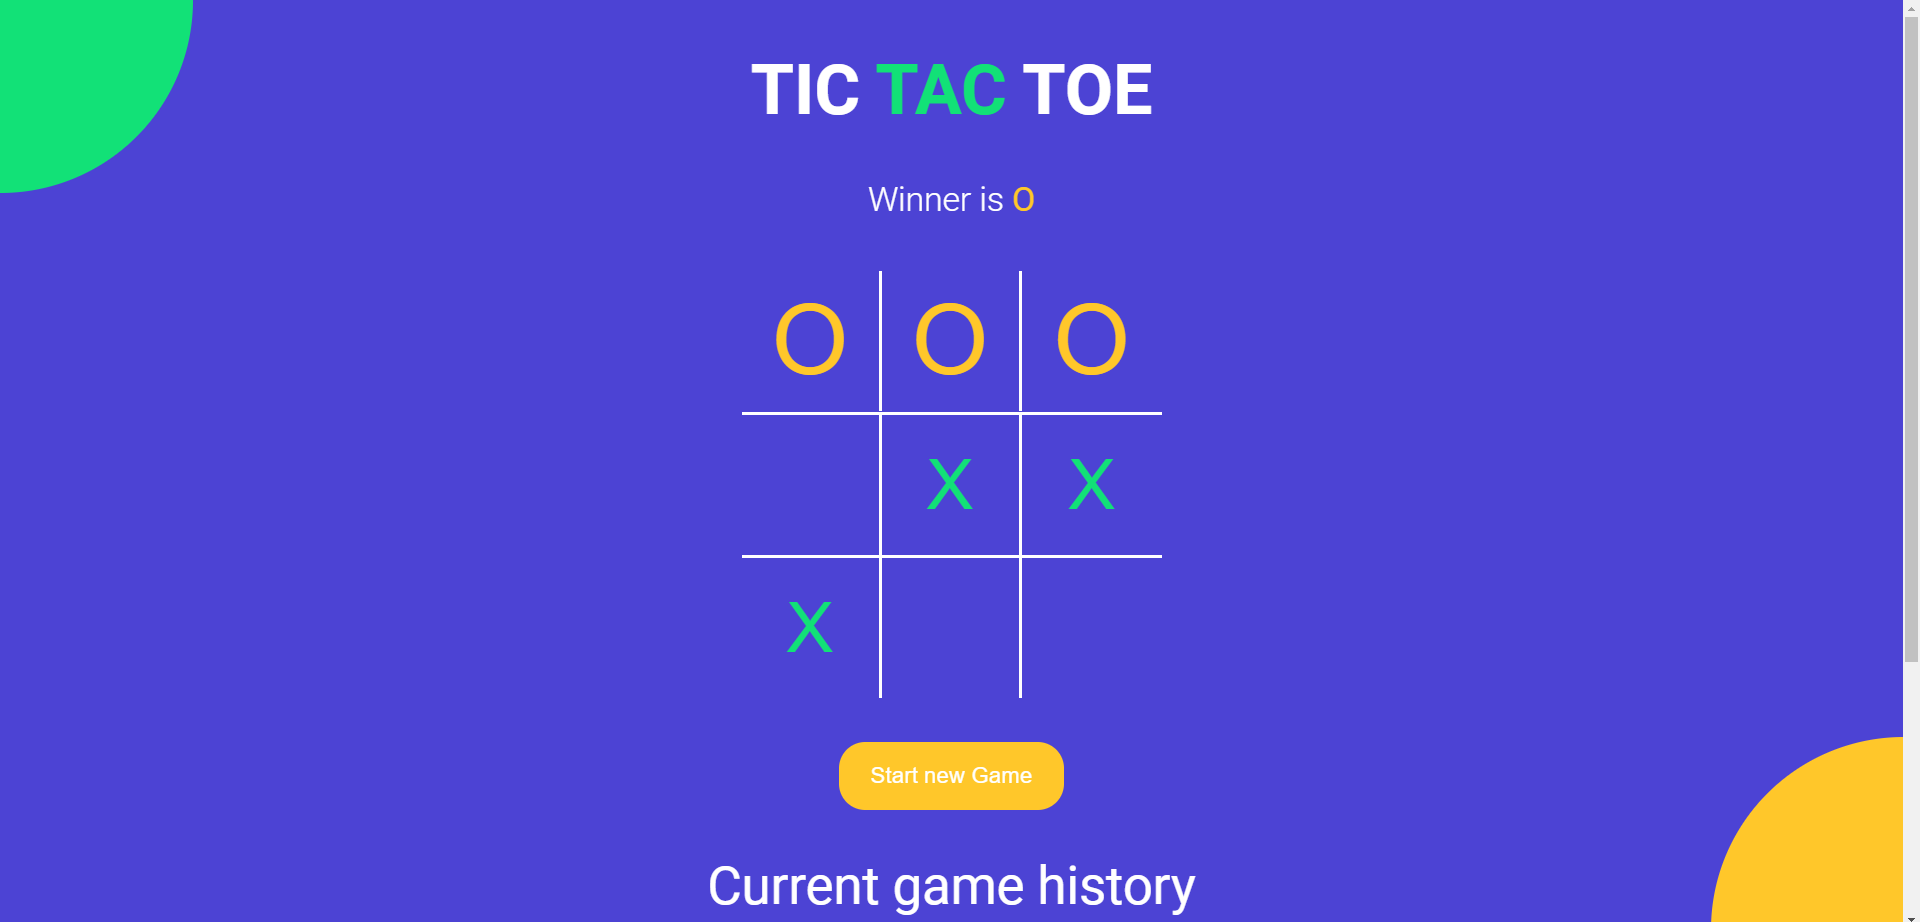 TIC TAC TOE
Winner is O
O O O
X X
X
Start new Game
Current game history